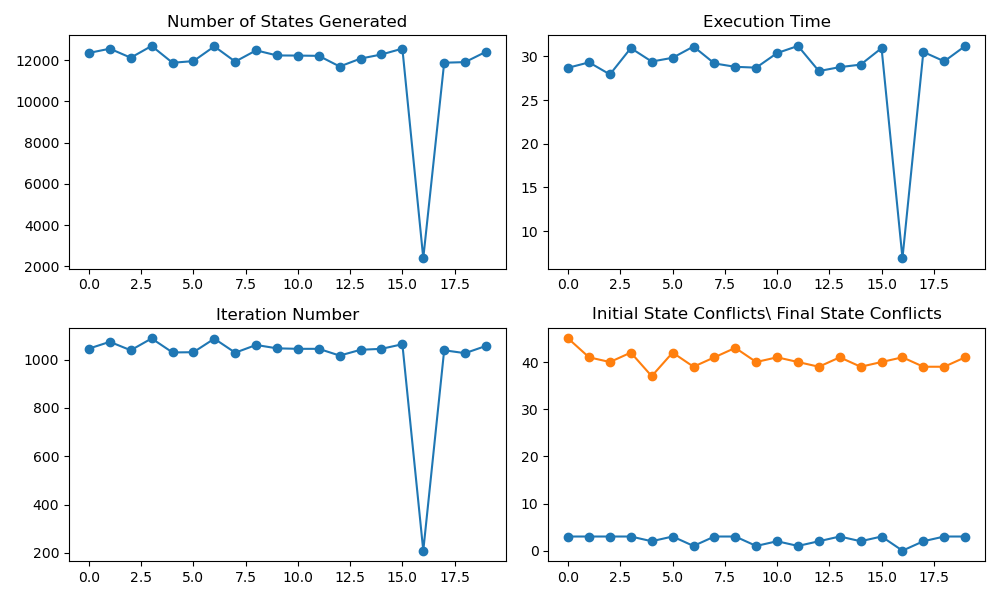 Number of States Generated
12000
10000
8000
6000
4000
2000
0.0 2.5 5.0 7.5 10.0 12.5 15.0 17.5
Execution Time
30
25
20
15
10
0.0 2.5 5.0 7.5 10.0 12.5 15.0 17.5
Iteration Number
1000
800
600
400
200
0.0 2.5 5.0 7.5 10.0 12.5 15.0 17.5
Initial State Conflicts\ Final State Conflicts
40
30
20
10
0
0.0 2.5 5.0 7.5 10.0 12.5 15.0 17.5